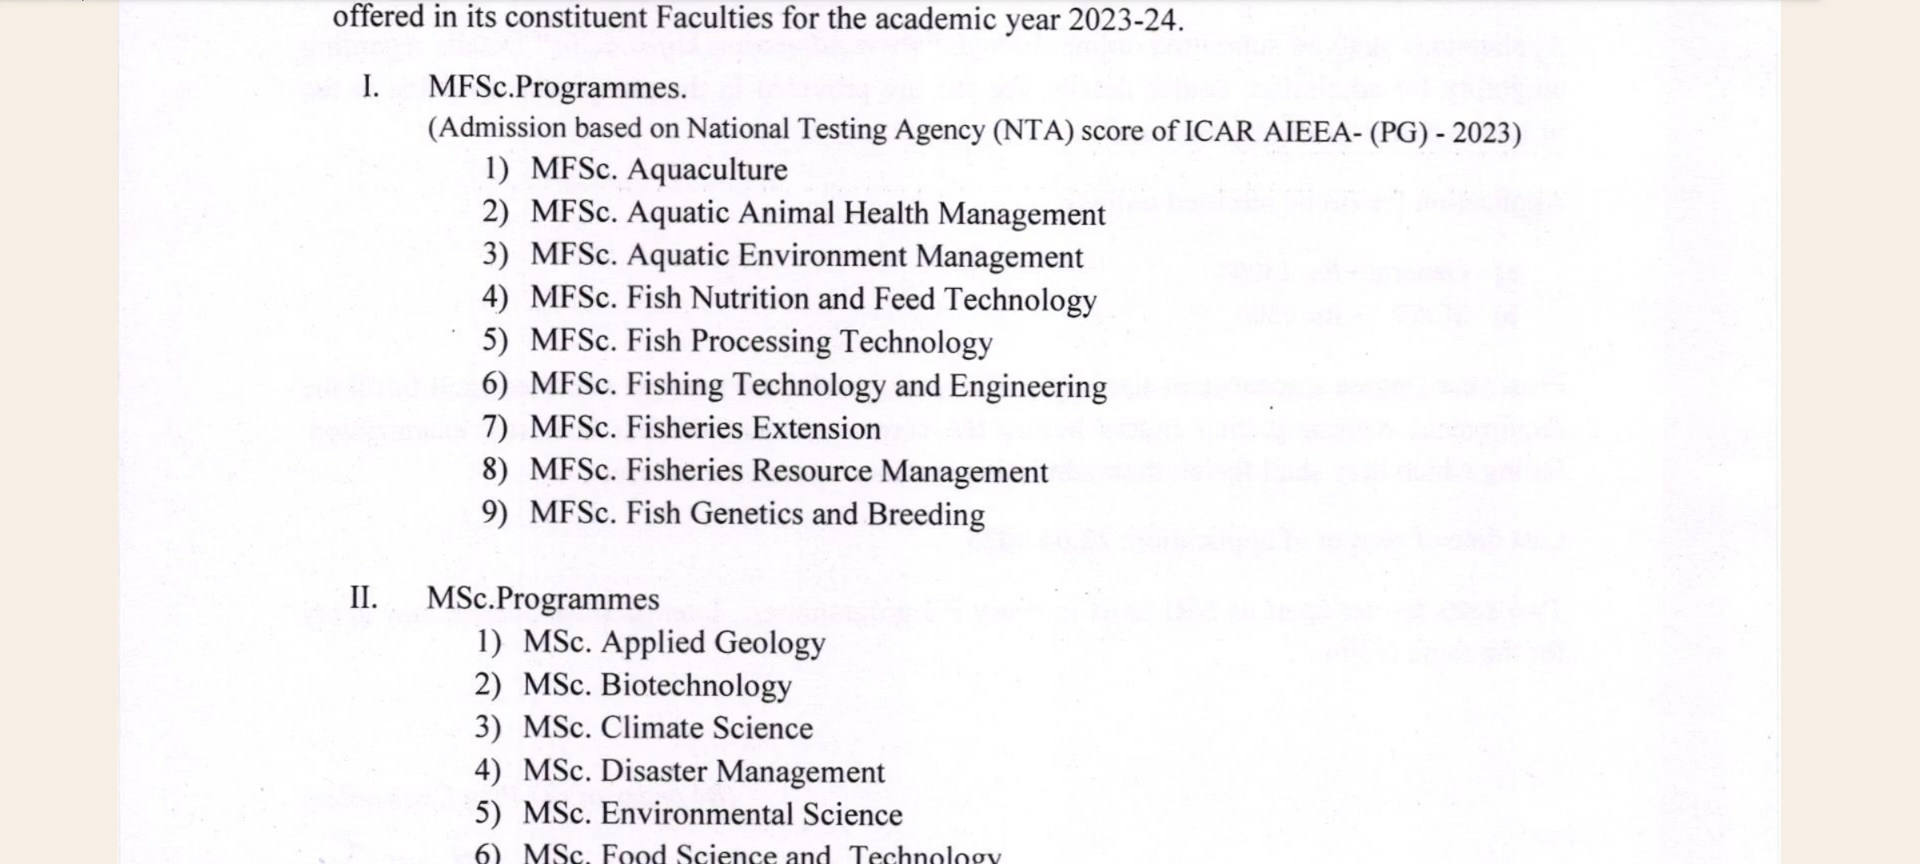 offered in its constituent Faculties for the academic year 2023-24.
I. MFSc.Programmes.
(Admission based on National Testing Agency (NTA) score of ICAR AIEEA- (PG) - 2023)
1) MFSc. Aquaculture
2) MFSc. Aquatic Animal Health Management
3) MFSc. Aquatic Environment Management
4) MFSc. Fish Nutrition and Feed Technology
5) MFSc. Fish Processing Technology
6) MFSc. Fishing Technology and Engineering
7) MFSc. Fisheries Extension
8) MFSc. Fisheries Resource Management
9) MFSc. Fish Genetics and Breeding
II. MSc.Programmes
1) MSc. Applied Geology
2) MSc. Biotechnology
3) MSc. Climate Science
4) MSc. Disaster Management
5) MSc. Environmental Science
6) MSc. Food Science and Technology